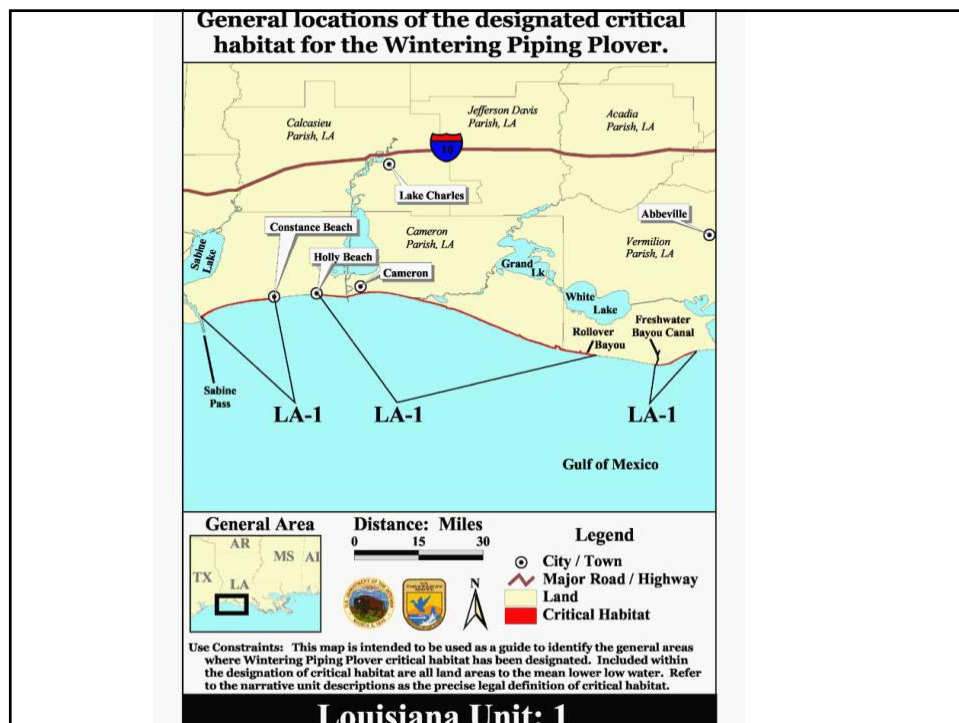 General locations of the designated critical
habitat for the Wintering Piping Plover.
Calcasieu
Parish, LA
Jefferson Davis
Parish, LA
Acadia
Parish, LA
10
Lake Charles
Abbeville
Constance Beach
Cameron
Parish, LA
Vermilion
Parish, LA
Sabine
Lake
Holly Beach
Cameron
Grand
Lk
White
Lake
Freshwater
Bayou Canal
Rollover
Bayou
Sabine
Pass
LA-1
LA-1
LA-1
Gulf of Mexico
General Area
AR
MS
TX
LA
Distance: Miles
0 15 30
N
Legend
City / Town
Major Road / Highway
Land
Critical Habitat
Use Constraints: This map is intended to be used as a guide to identify the general areas
where Wintering Piping Plover critical habitat has been designated. Included within
the designation of critical habitat are all land areas to the mean lower low water. Refer
to the narrative unit descriptions as the precise legal definition of critical habitat.
Louisiana Unit: 1